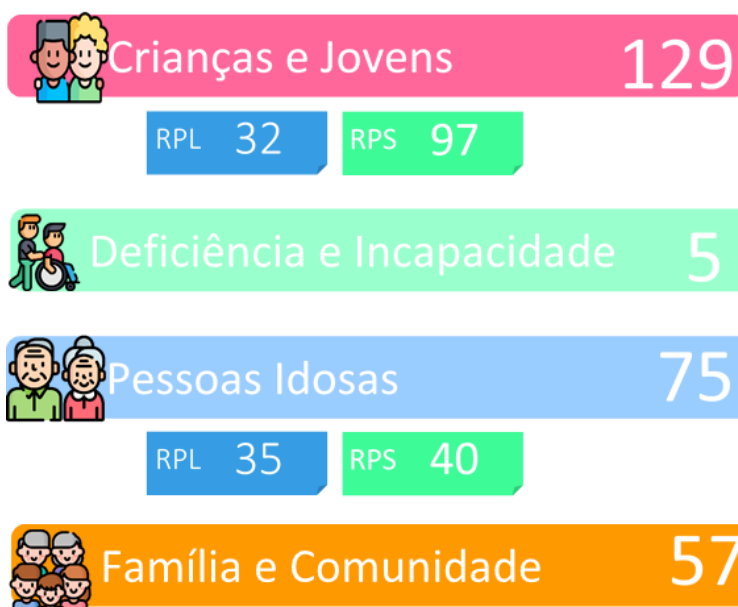 Crianças e Jovens 129
RPL 32 RPS 97
Deficiência e Incapacidade 5
Pessoas Idosas 75
RPL 35 RPS 40
Família e Comunidade 57